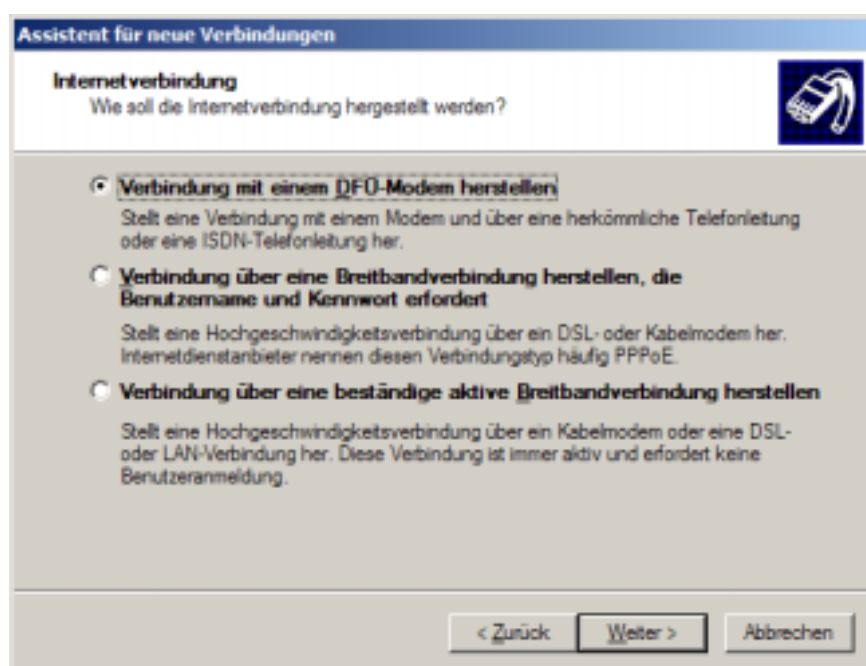 Assistent für neue Verbindungen
Internetverbindung
Wie soll die Internetverbindung hergestellt werden?
Verbindung mit einem DFÜ-Modem herstellen
Stellt eine Verbindung mit einem Modem und über eine herkömmliche Telefonleitung
oder eine ISDN-Telefonleitung her.
Verbindung über eine Breitbandverbindung herstellen, die
Benutzername und Kennwort erfordert
Stellt eine Hochgeschwindigkeitsverbindung über ein DSL- oder Kabelmodem her.
Internetdienstanbieter nennen diesen Verbindungstyp häufig PPPoE.
Verbindung über eine beständige aktive Breitbandverbindung herstellen
Stellt eine Hochgeschwindigkeitsverbindung über ein Kabelmodem oder eine DSL-
oder LAN-Verbindung her. Diese Verbindung ist immer aktiv und erfordert keine
Benutzeranmeldung.
< Zurück Weiter > Abbrechen